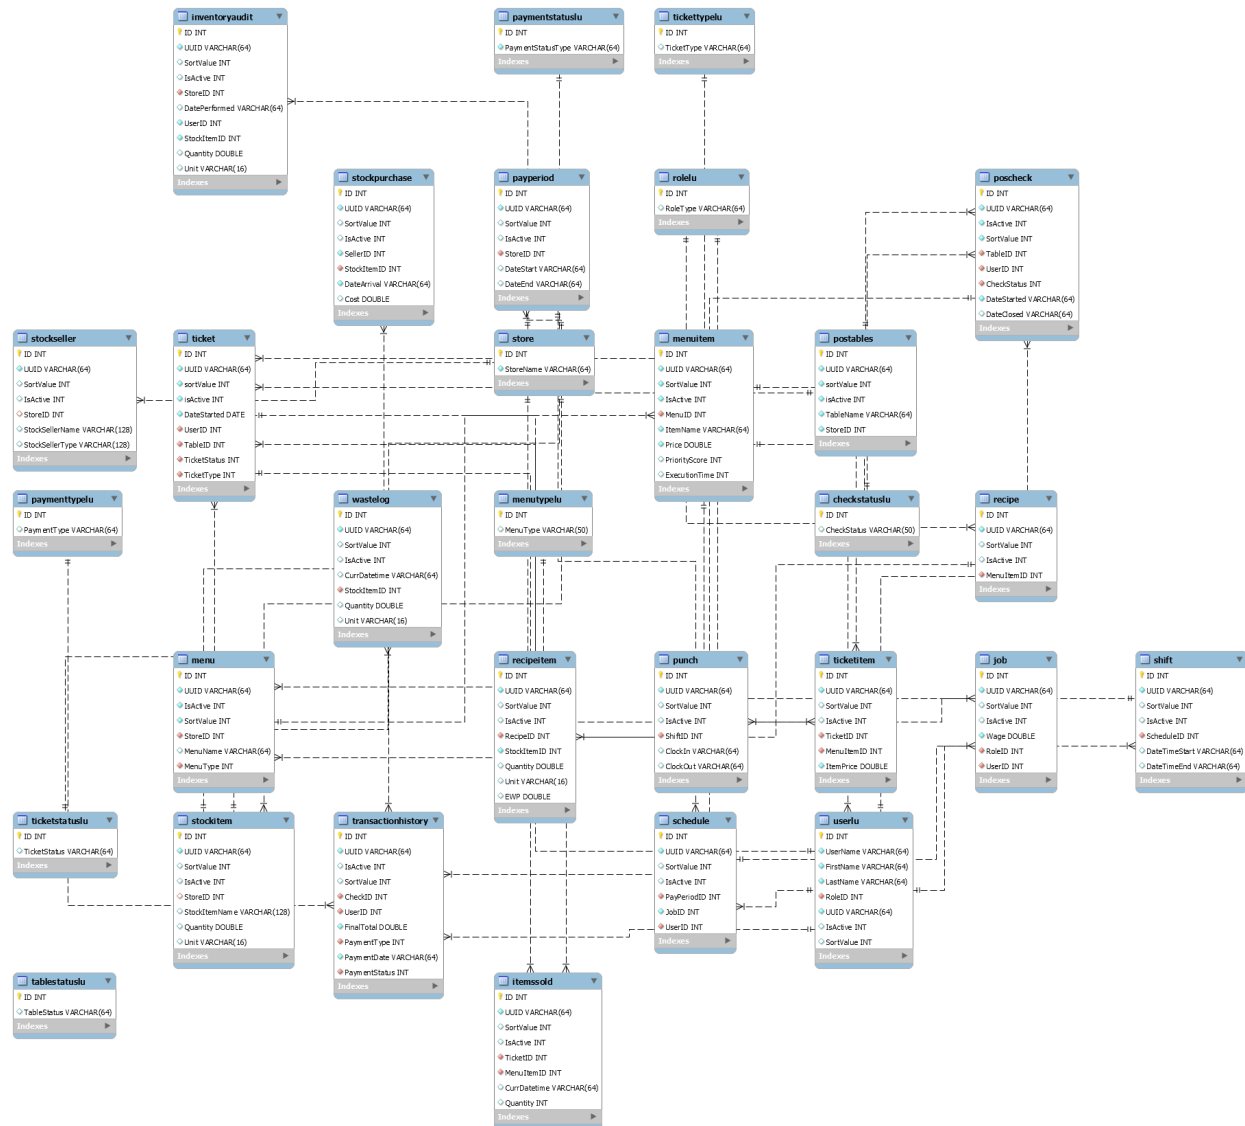 inventoryaudit
ID INT
UUID VARCHAR(64)
SortValue INT
IsActive INT
StoreID INT
DatePerformed VARCHAR(64)
UserID INT
StockItemID INT
Quantity DOUBLE
Unit VARCHAR(16)
Indexes
paymentstatuslu
ID INT
PaymentStatusType VARCHAR(64)
Indexes
tickettypelu
ID INT
TicketType VARCHAR(64)
Indexes
stockpurchase
ID INT
UUID VARCHAR(64)
SortValue INT
IsActive INT
SellerID INT
StockItemID INT
DateArrival VARCHAR(64)
Cost DOUBLE
Indexes
payperiod
ID INT
UUID VARCHAR(64)
SortValue INT
IsActive INT
StoreID INT
DateStart VARCHAR(64)
DateEnd VARCHAR(64)
Indexes
rolelu
ID INT
RoleType VARCHAR(64)
Indexes
poscheck
ID INT
UUID VARCHAR(64)
IsActive INT
SortValue INT
TableID INT
UserID INT
CheckStatus INT
DateStarted VARCHAR(64)
DateClosed VARCHAR(64)
Indexes
stockseller
ID INT
UUID VARCHAR(64)
SortValue INT
IsActive INT
StoreID INT
StockSellerName VARCHAR(128)
StockSellerType VARCHAR(128)
Indexes
ticket
ID INT
UUID VARCHAR(64)
sortValue INT
isActive INT
DateStarted DATE
UserID INT
TableID INT
TicketStatus INT
TicketType INT
Indexes
store
ID INT
StoreName VARCHAR(64)
Indexes
menuitem
ID INT
UUID VARCHAR(64)
SortValue INT
IsActive INT
MenuID INT
ItemName VARCHAR(64)
Price DOUBLE
PriorityScore INT
ExecutionTime INT
Indexes
postables
ID INT
UUID VARCHAR(64)
sortValue INT
isActive INT
TableName VARCHAR(64)
StoreID INT
Indexes
paymenttypelu
ID INT
PaymentType VARCHAR(64)
Indexes
wastelog
ID INT
UUID VARCHAR(64)
SortValue INT
IsActive INT
CurrDatetime VARCHAR(64)
StockItemID INT
Quantity DOUBLE
Unit VARCHAR(16)
Indexes
menutypelu
ID INT
MenuType VARCHAR(50)
Indexes
checkstatuslu
ID INT
CheckStatus VARCHAR(50)
Indexes
recipe
ID INT
UUID VARCHAR(64)
SortValue INT
IsActive INT
MenuItemID INT
Indexes
menu
ID INT
UUID VARCHAR(64)
IsActive INT
SortValue INT
StoreID INT
MenuName VARCHAR(64)
MenuType INT
Indexes
recipeitem
ID INT
UUID VARCHAR(64)
SortValue INT
IsActive INT
RecipeID INT
StockItemID INT
Quantity DOUBLE
Unit VARCHAR(16)
EWP DOUBLE
Indexes
punch
ID INT
UUID VARCHAR(64)
SortValue INT
IsActive INT
ShiftID INT
ClockIn VARCHAR(64)
ClockOut VARCHAR(64)
Indexes
ticketitem
ID INT
UUID VARCHAR(64)
SortValue INT
IsActive INT
TicketID INT
MenuItemID INT
ItemPrice DOUBLE
Indexes
job
ID INT
UUID VARCHAR(64)
SortValue INT
IsActive INT
Wage DOUBLE
RoleID INT
UserID INT
Indexes
shift
ID INT
UUID VARCHAR(64)
SortValue INT
IsActive INT
ScheduleID INT
DateTimeStart VARCHAR(64)
DateTimeEnd VARCHAR(64)
Indexes
ticketstatuslu
ID INT
TicketStatus VARCHAR(64)
Indexes
stockitem
ID INT
UUID VARCHAR(64)
SortValue INT
IsActive INT
StoreID INT
StockItemName VARCHAR(128)
Quantity DOUBLE
Unit VARCHAR(16)
Indexes
transactionhistory
ID INT
UUID VARCHAR(64)
IsActive INT
SortValue INT
CheckID INT
UserID INT
FinalTotal DOUBLE
PaymentType INT
PaymentDate VARCHAR(64)
PaymentStatus INT
Indexes
schedule
ID INT
UUID VARCHAR(64)
SortValue INT
IsActive INT
PayPeriodID INT
JobID INT
UserID INT
Indexes
userlu
ID INT
UserName VARCHAR(64)
FirstName VARCHAR(64)
LastName VARCHAR(64)
RoleID INT
UUID VARCHAR(64)
IsActive INT
SortValue INT
Indexes
tablestatuslu
ID INT
TableStatus VARCHAR(64)
Indexes
itemssold
ID INT
UUID VARCHAR(64)
SortValue INT
IsActive INT
TicketID INT
MenuItemID INT
CurrDatetime VARCHAR(64)
Quantity INT
Indexes